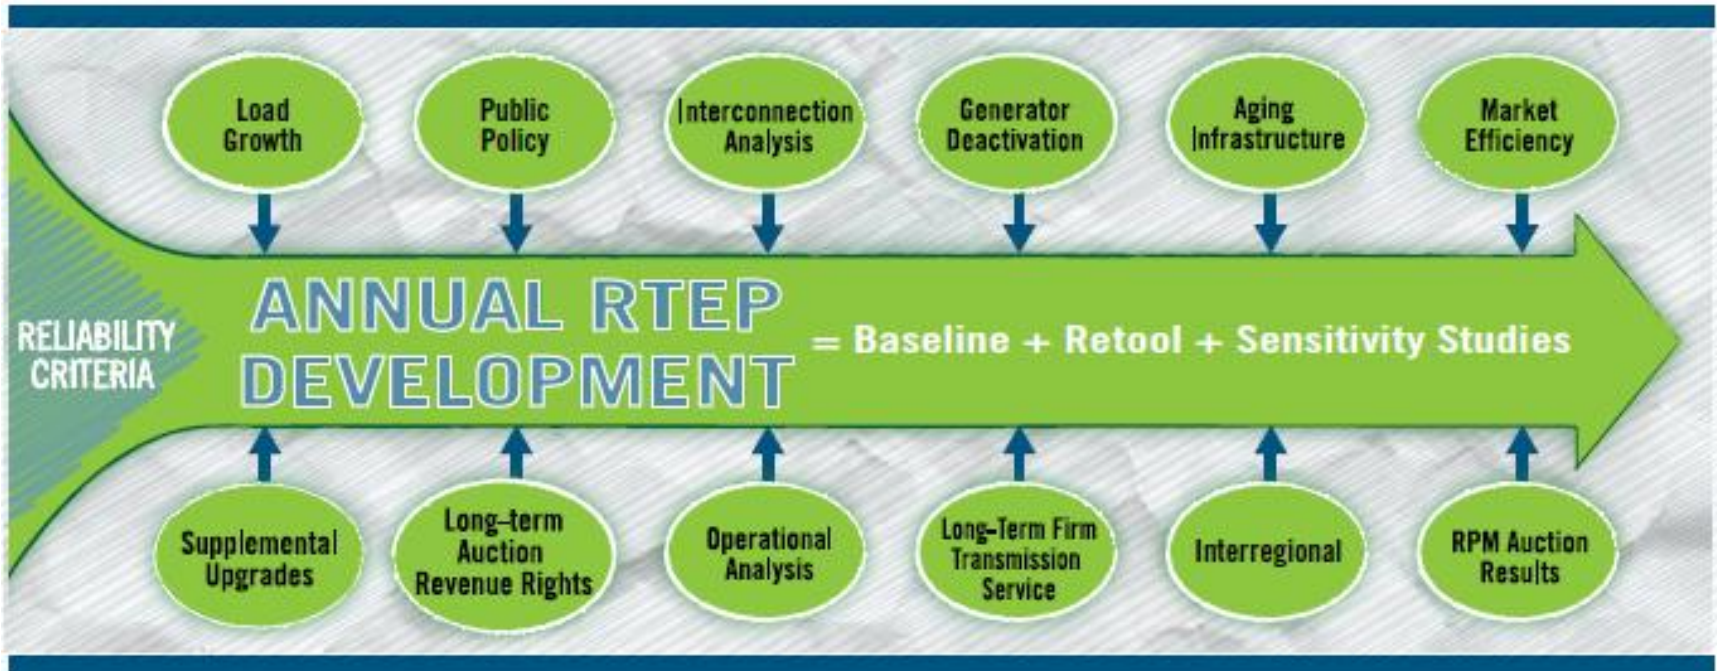 Load
Growth
Public
Policy
Interconnection
Analysis
Generator
Deactivation
Aging
Infrastructure
Market
Efficiency
RELIABILITY
CRITERIA
ANNUAL RTEP
DEVELOPMENT
= Baseline + Retool + Sensitivity Studies
Supplemental
Upgrades
Long-term
Auction
Revenue Rights
Operational
Analysis
Long-Term Firm
Transmission
Service
Interregional
RPM Auction
Results